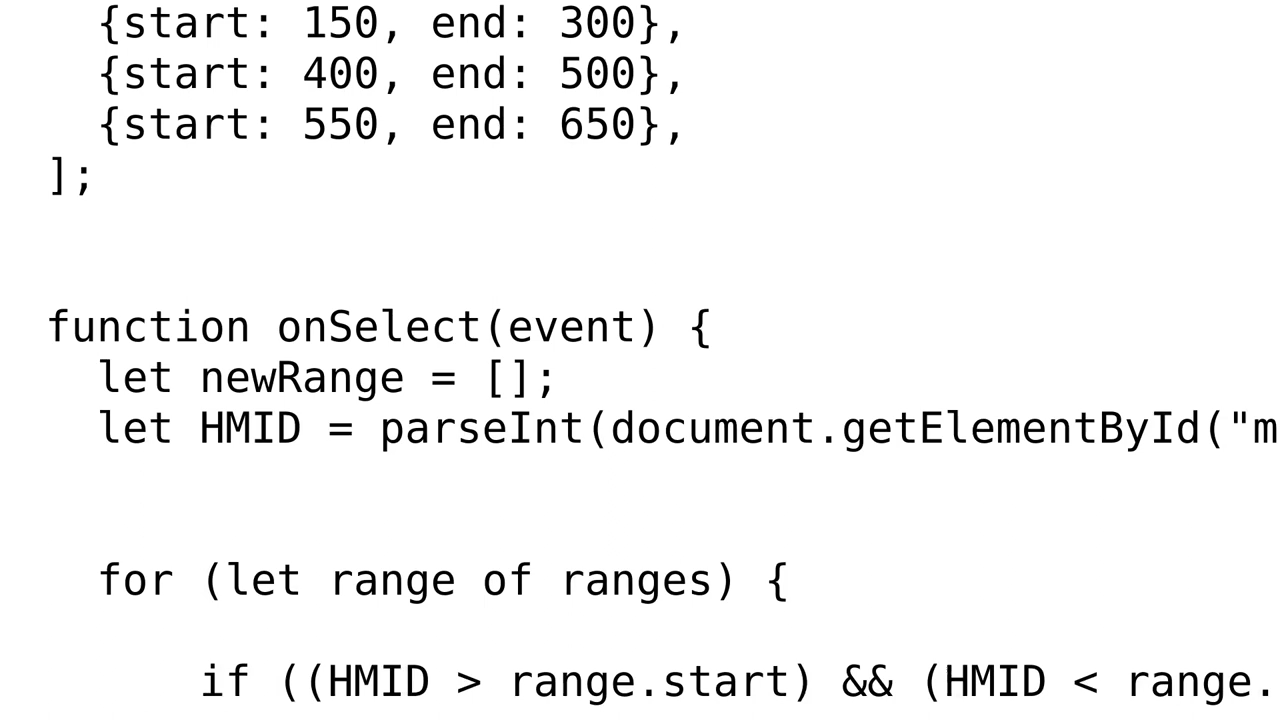 {start: 150, end: 300},
{start: 400, end: 500},
{start: 550, end: 650},
];
function onSelect(event) {
let newRange = [];
let HMID = parseInt(document.getElementById("m
for (let range of ranges) {
if ((HMID > range.start) && (HMID < range.